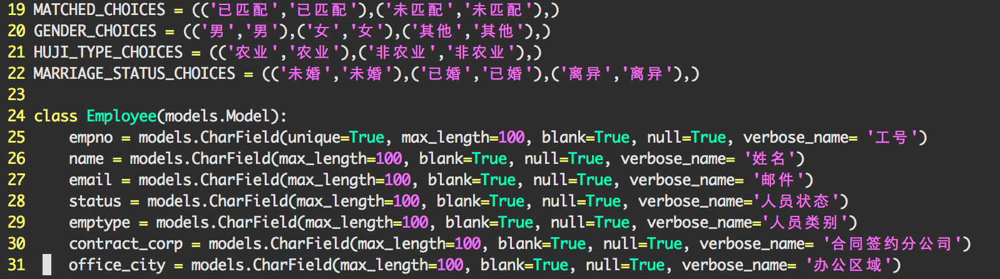 19 MATCHED_CHOICES = (('已匹配','已匹配'),('未匹配','未匹配'),)
20 GENDER_CHOICES = (('男','男'),('女','女'),('其他','其他'),)
21 HUJI_TYPE_CHOICES = (('农业','农业'),('非农业','非农业'),)
22 MARRIAGE_STATUS_CHOICES = (('未婚','未婚'),('已婚','已婚'),('离异','离异'),)
23
24 class Employee(models.Model):
25     empno = models.CharField(unique=True, max_length=100, blank=True, null=True, verbose_name= '工号')
26     name = models.CharField(max_length=100, blank=True, null=True, verbose_name= '姓名')
27     email = models.CharField(max_length=100, blank=True, null=True, verbose_name= '邮件')
28     status = models.CharField(max_length=100, blank=True, null=True, verbose_name='人员状态')
29     emptype = models.CharField(max_length=100, blank=True, null=True, verbose_name='人员类别')
30     contract_corp = models.CharField(max_length=100, blank=True, null=True, verbose_name= '合同签约分公司')
31     office_city = models.CharField(max_length=100, blank=True, null=True, verbose_name= '办公区域')